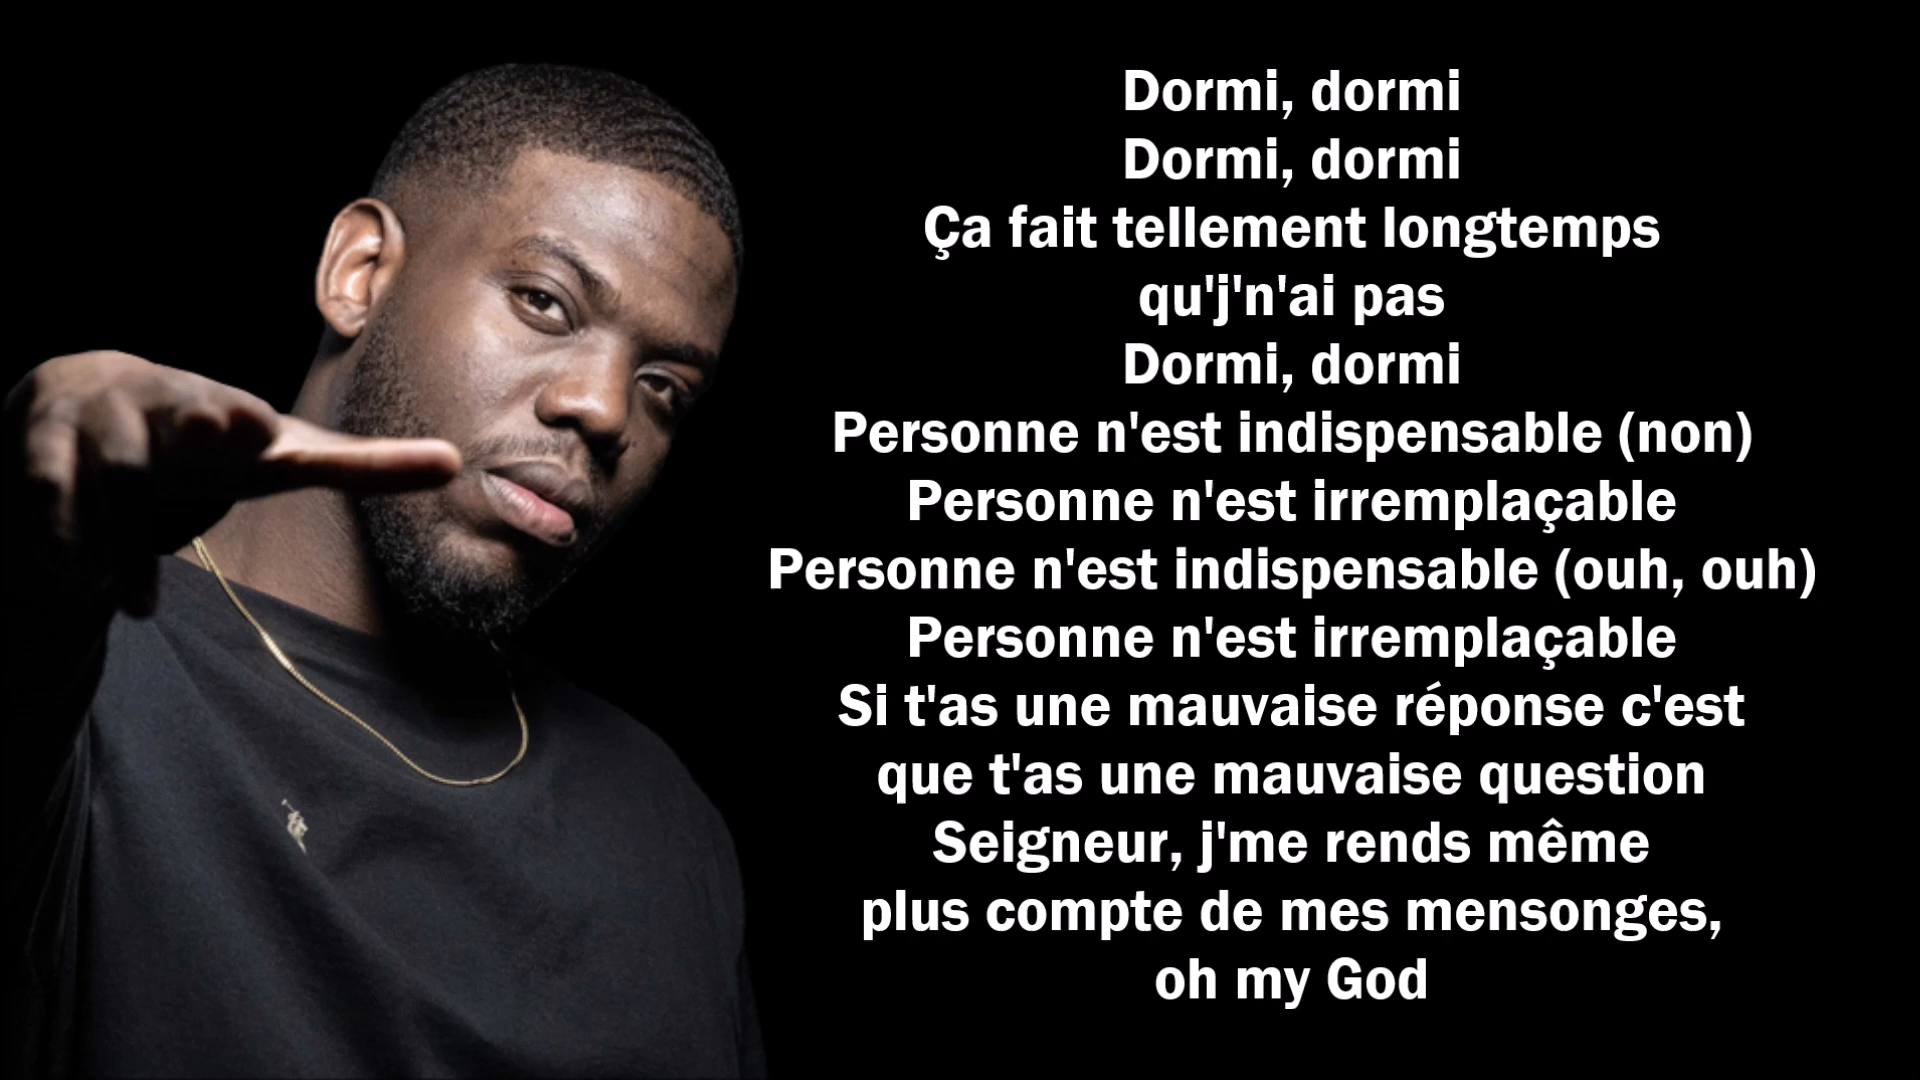 Dormi, dormi
Dormi, dormi
Ça fait tellement longtemps
qu'j'n'ai pas
Dormi, dormi
Personne n'est indispensable (non)
Personne n'est irremplaçable
Personne n'est indispensable (ouh, ouh)
Personne n'est irremplaçable
Si t'as une mauvaise réponse c'est
que t'as une mauvaise question
Seigneur, j'me rends même
plus compte de mes mensonges,
oh my God